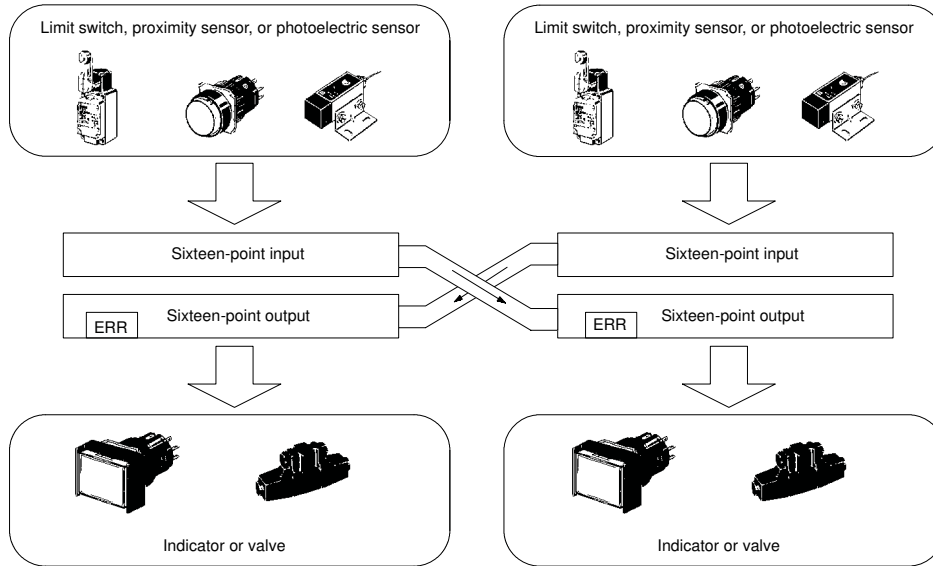 Limit switch, proximity sensor, or photoelectric sensor
Limit switch, proximity sensor, or photoelectric sensor
Sixteen-point input
Sixteen-point input
Sixteen-point output
ERR
Sixteen-point output
ERR
Indicator or valve
Indicator or valve